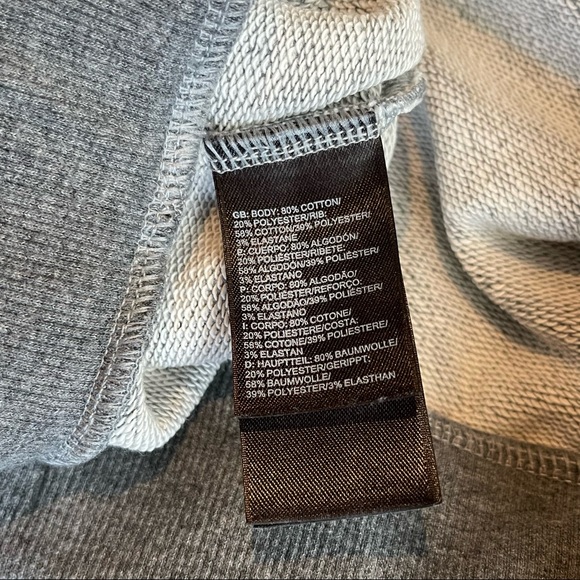 GB: BODY: 80% COTTON/
20% POLYESTER/RIB:
58% COTTON/39% POLYESTER/
3% ELASTANE
E: CUERPO: 80% ALGODÓN/
20% POLIÉSTER/RIBETE:
58% ALGODÓN/39% POLIÉSTER/
3% ELASTANO
P: CORPO: 80% ALGODÃO/
20% POLIÉSTER/REFORÇO:
58% ALGODÃO/39% POLIÉSTER/
3% ELASTANO
I: CORPO: 80% COTONE/
20% POLIESTERE/COSTA:
58% COTONE/39% POLIESTERE/
3% ELASTAN
D: HAUPTTEIL: 80% BAUMWOLLE/
20% POLYESTER/GERIPPT:
58% BAUMWOLLE/
39% POLYESTER/3% ELASTHAN